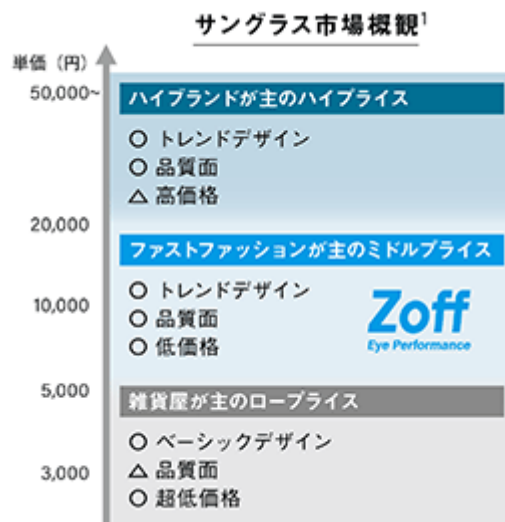 サングラス市場概観1
単価（円）
50,000~
ハイブランドが主のハイプライス
○ トレンドデザイン
○ 品質面
△ 高価格
20,000
ファストファッションが主のミドルプライス
○ トレンドデザイン
10,000
○ 品質面
○ 低価格
Zoff
Eye Performance
5,000
雑貨屋が主のロープライス
○ ベーシックデザイン
3,000
△ 品質面
○ 超低価格